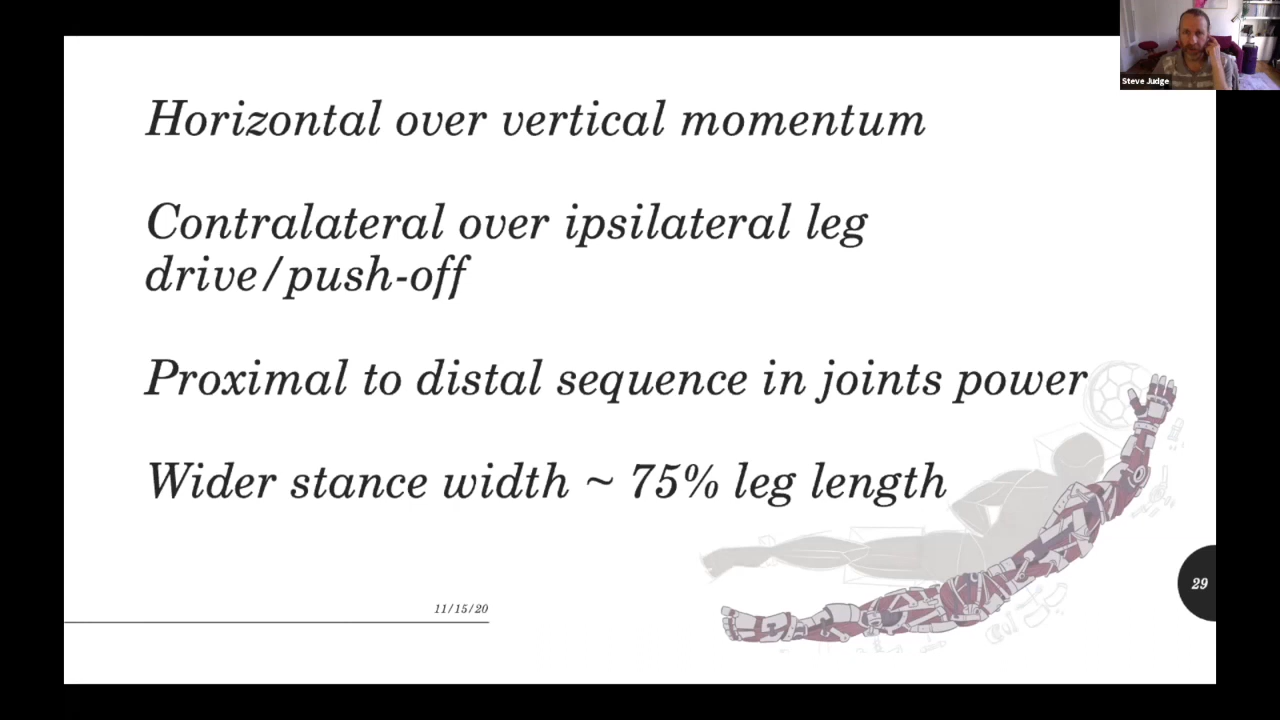 Steve Judge
Horizontal over vertical momentum
Contralateral over ipsilateral leg
drive/push-off
Proximal to distal sequence in joints power
Wider stance width ~ 75% leg length
29
11/15/20